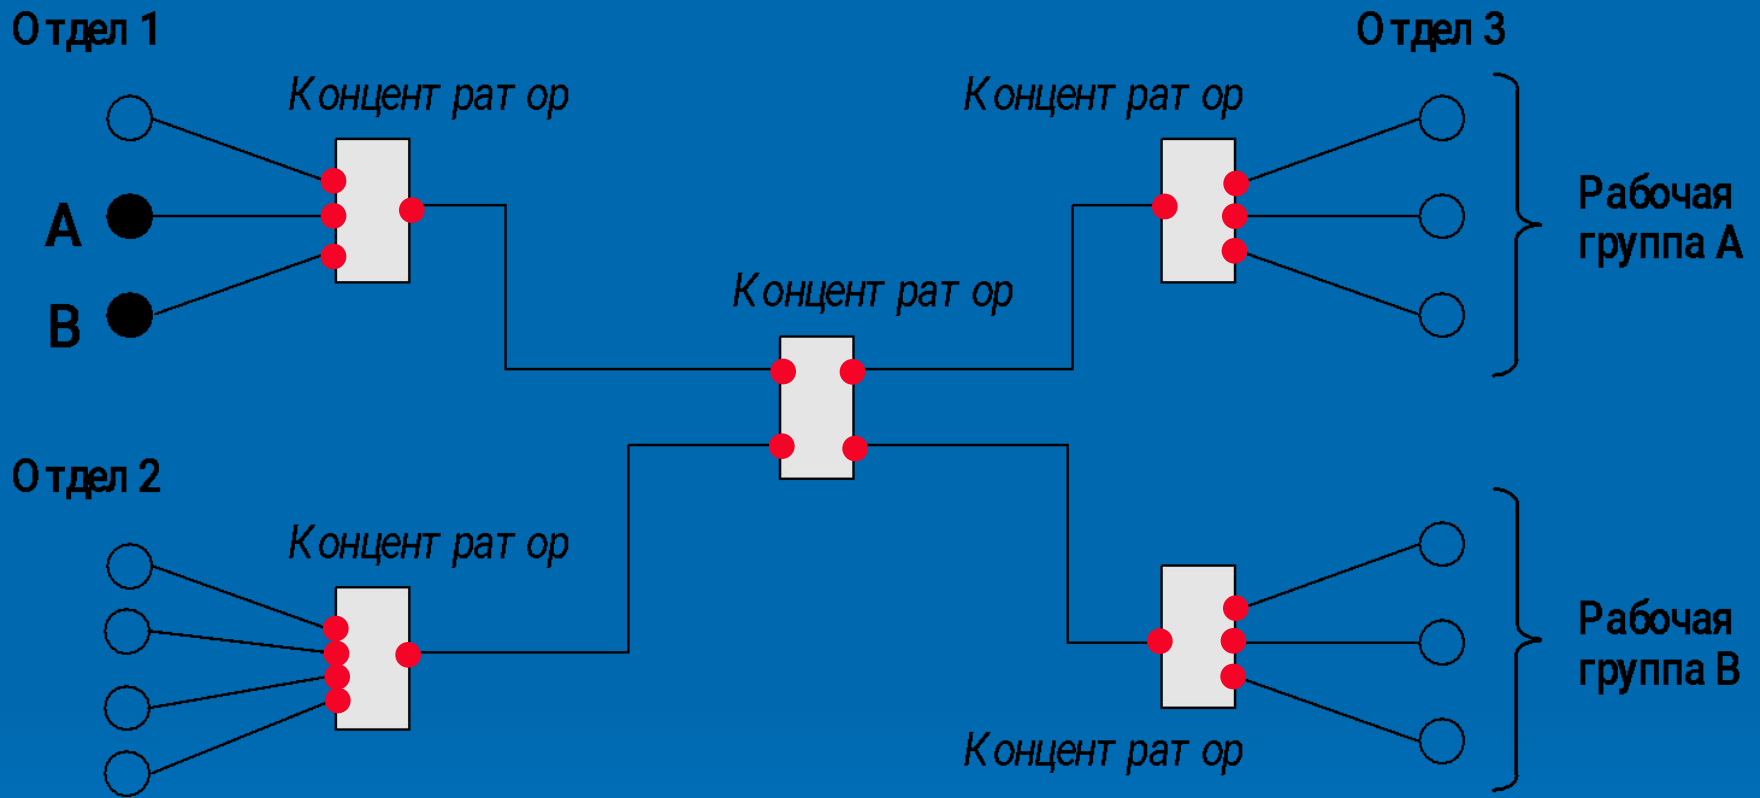 Отдел 1
Отдел 3
Концентратор
Концентратор
Рабочая
группа А
А
Концентратор
В
Отдел 2
Концентратор
Рабочая
группа В
Концентратор